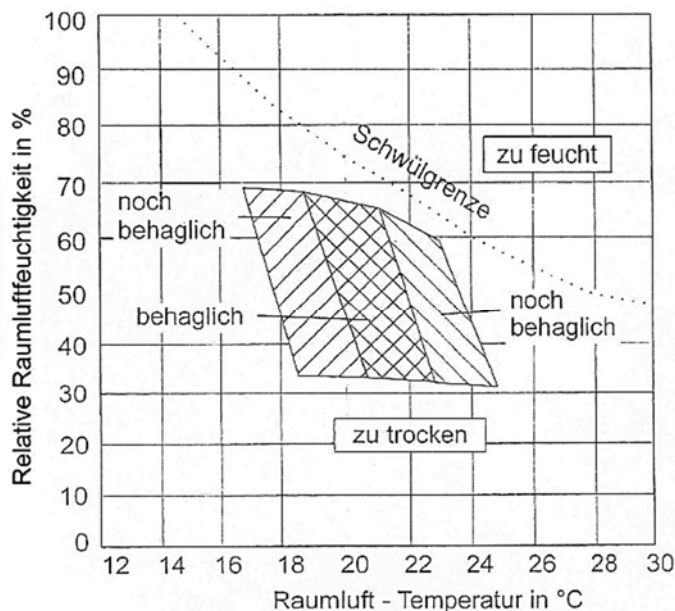 Relative Raumluftfeuchtigkeit in %
100
90
80
70
60
50
40
30
20
10
0
Schwülgrenze
zu feucht
noch
behaglich
behaglich
noch
behaglich
zu trocken
12 14 16 18 20 22 24 26 28 30
Raumluft - Temperatur in °C